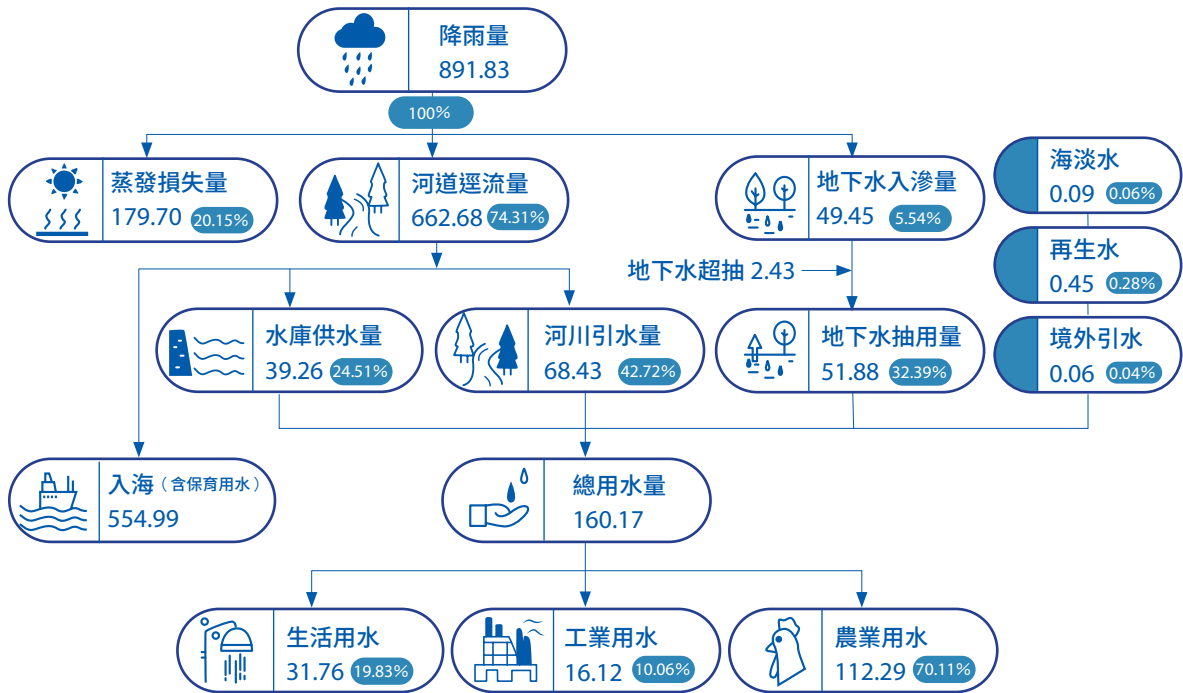 降雨量
891.83
100%
蒸發損失量
179.70 20.15%
河道逕流量
662.68 74.31%
地下水入滲量
49.45 5.54%
海淡水
0.09 0.06%
再生水
0.45 0.28%
境外引水
0.06 0.04%
地下水超抽 2.43
水庫供水量
39.26 24.51%
河川引水量
68.43 42.72%
地下水抽用量
51.88 32.39%
入海（含保育用水）
554.99
總用水量
160.17
生活用水
31.76 19.83%
工業用水
16.12 10.06%
農業用水
112.29 70.11%